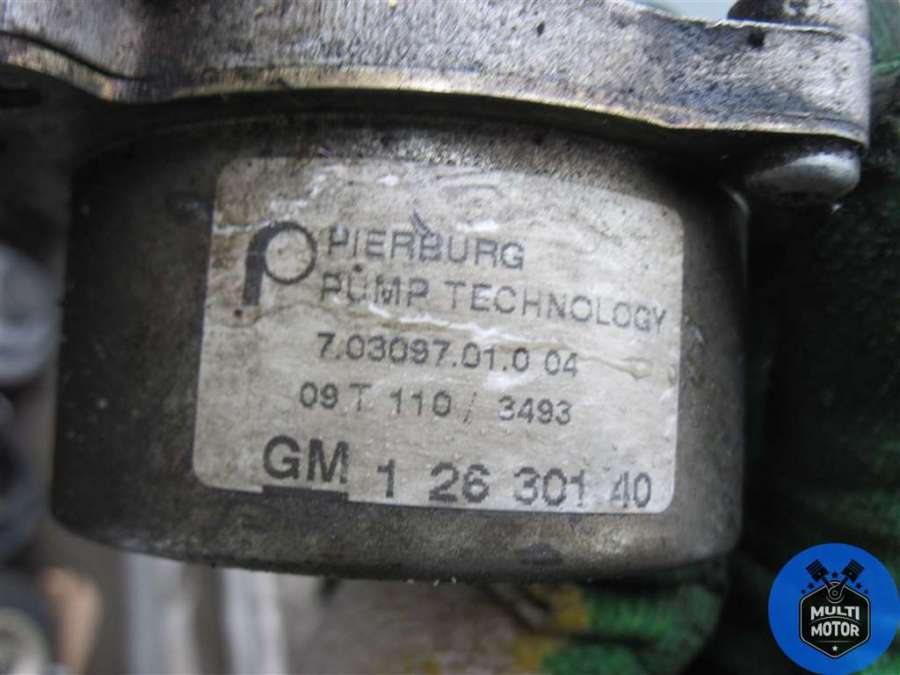 PIERBURG
PUMP TECHNOLOGY
7.03097.01.0 04
09 T 110 / 3493
GM 1 26 301 40
MULTI
MOTOR